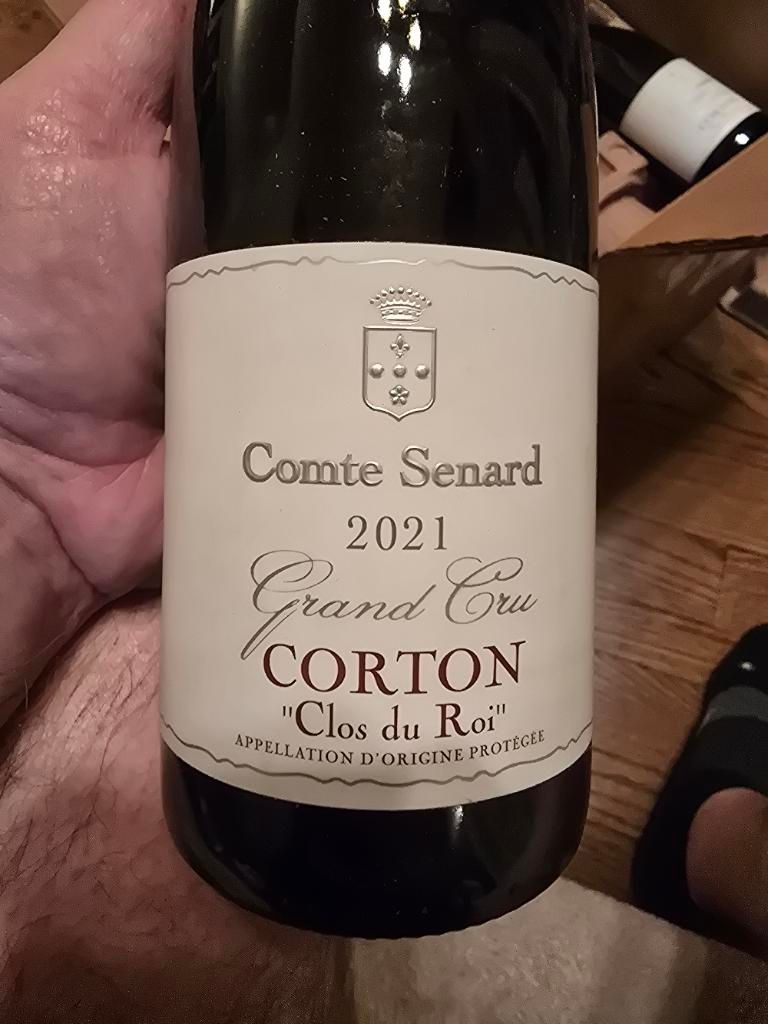 Comte Senard
2021
Grand Cru
CORTON
"Clos du Roi"
APPELLATION D'ORIGINE PROTÉGÉE